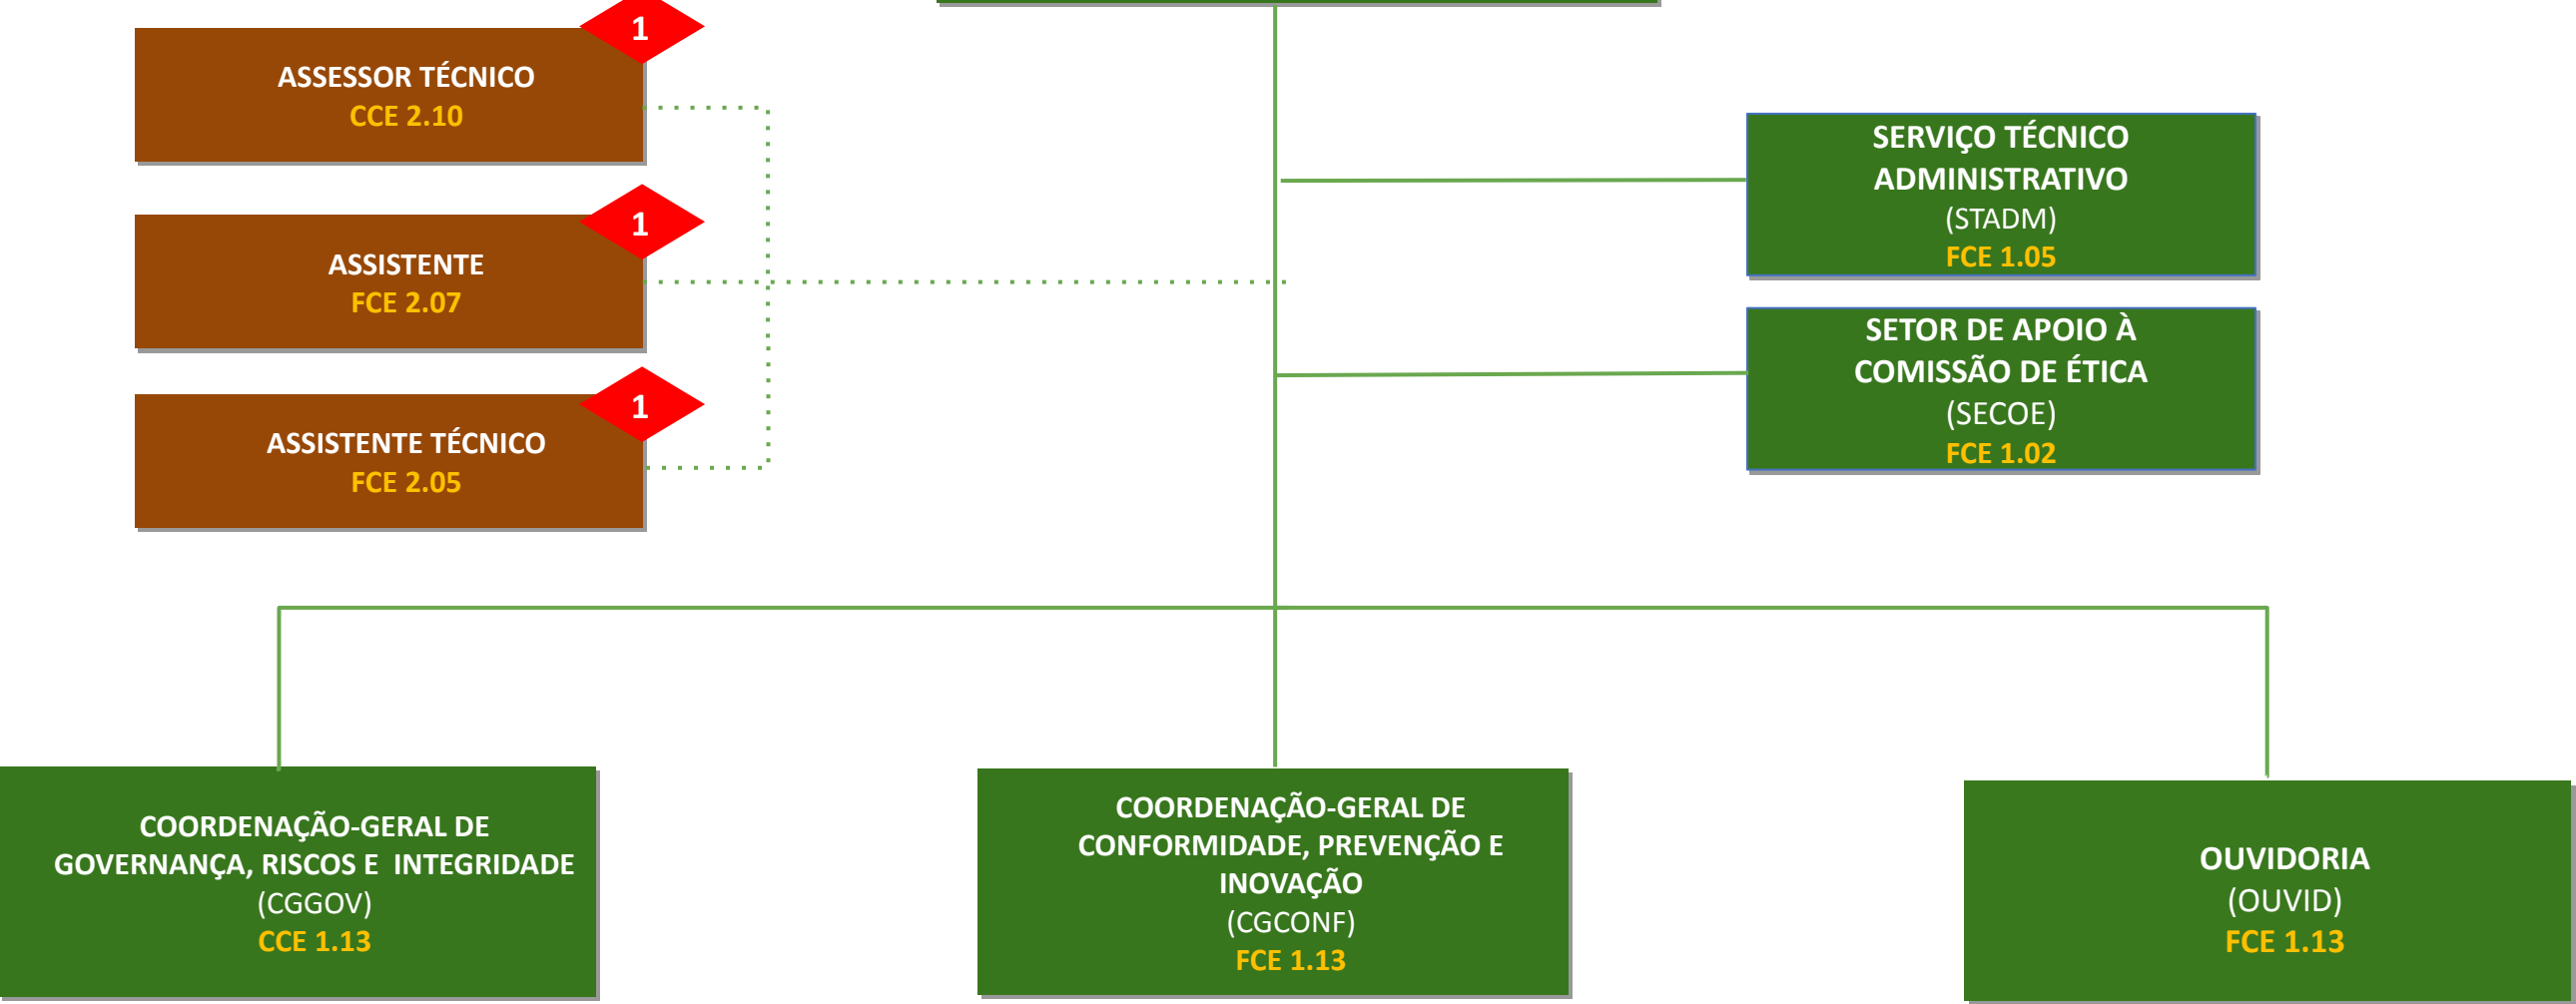 1
ASSESSOR TÉCNICO
CCE 2.10
1
ASSISTENTE
FCE 2.07
1
ASSISTENTE TÉCNICO
FCE 2.05
SERVIÇO TÉCNICO
ADMINISTRATIVO
(STADM)
FCE 1.05
SETOR DE APOIO À
COMISSÃO DE ÉTICA
(SECOE)
FCE 1.02
COORDENAÇÃO-GERAL DE
GOVERNANÇA, RISCOS E INTEGRIDADE
(CGGOV)
CCE 1.13
COORDENAÇÃO-GERAL DE
CONFORMIDADE, PREVENÇÃO E
INOVAÇÃO
(CGCONF)
FCE 1.13
OUVIDORIA
(OUVID)
FCE 1.13